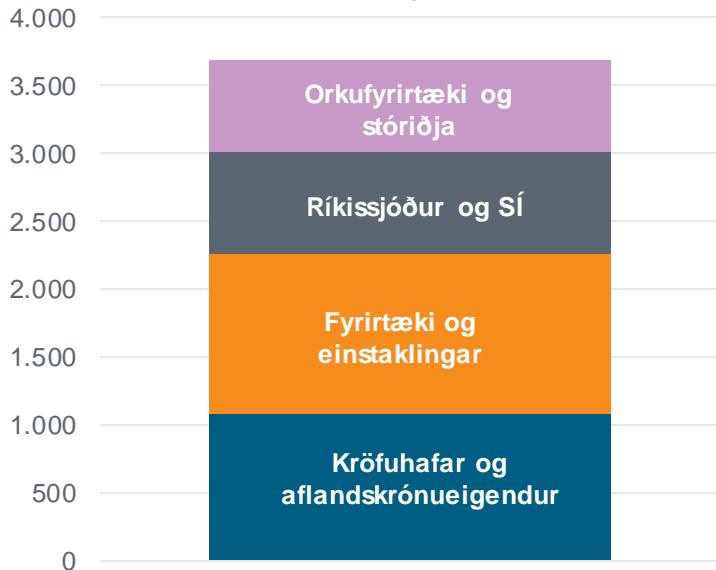 4.000
3.500
3.000
2.500
2.000
1.500
1.000
500
0
Orkufyrirtæki og
stóriðja
Ríkissjóður og SÍ
Fyrirtæki og
einstaklingar
Kröfuhafar og
aflandskrónueigendur